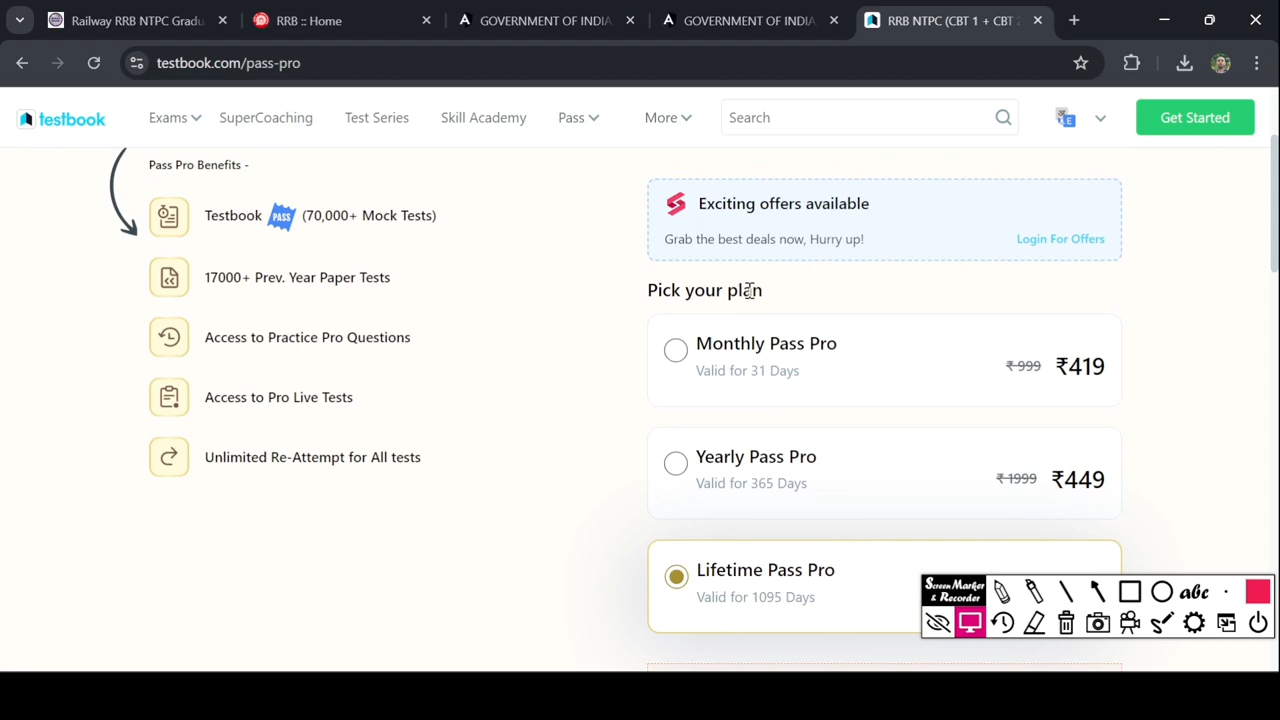 Railway RRB NTPC Gradu
RRB :: Home
GOVERNMENT OF INDIA
GOVERNMENT OF INDIA
RRB NTPC (CBT 1 + CBT
testbook.com/pass-pro
testbook
Exams
SuperCoaching
Test Series
Skill Academy
Pass
More
Search
E
Get Started
Pass Pro Benefits -
Testbook PASS (70,000+ Mock Tests)
17000+ Prev. Year Paper Tests
Access to Practice Pro Questions
Access to Pro Live Tests
Unlimited Re-Attempt for All tests
Exciting offers available
Grab the best deals now, Hurry up!
Login For Offers
Pick your plan
Monthly Pass Pro
Valid for 31 Days
₹ 999 ₹419
Yearly Pass Pro
Valid for 365 Days
₹ 1999 ₹449
Lifetime Pass Pro
Valid for 1095 Days
Screen Marker
& Recorder
abc